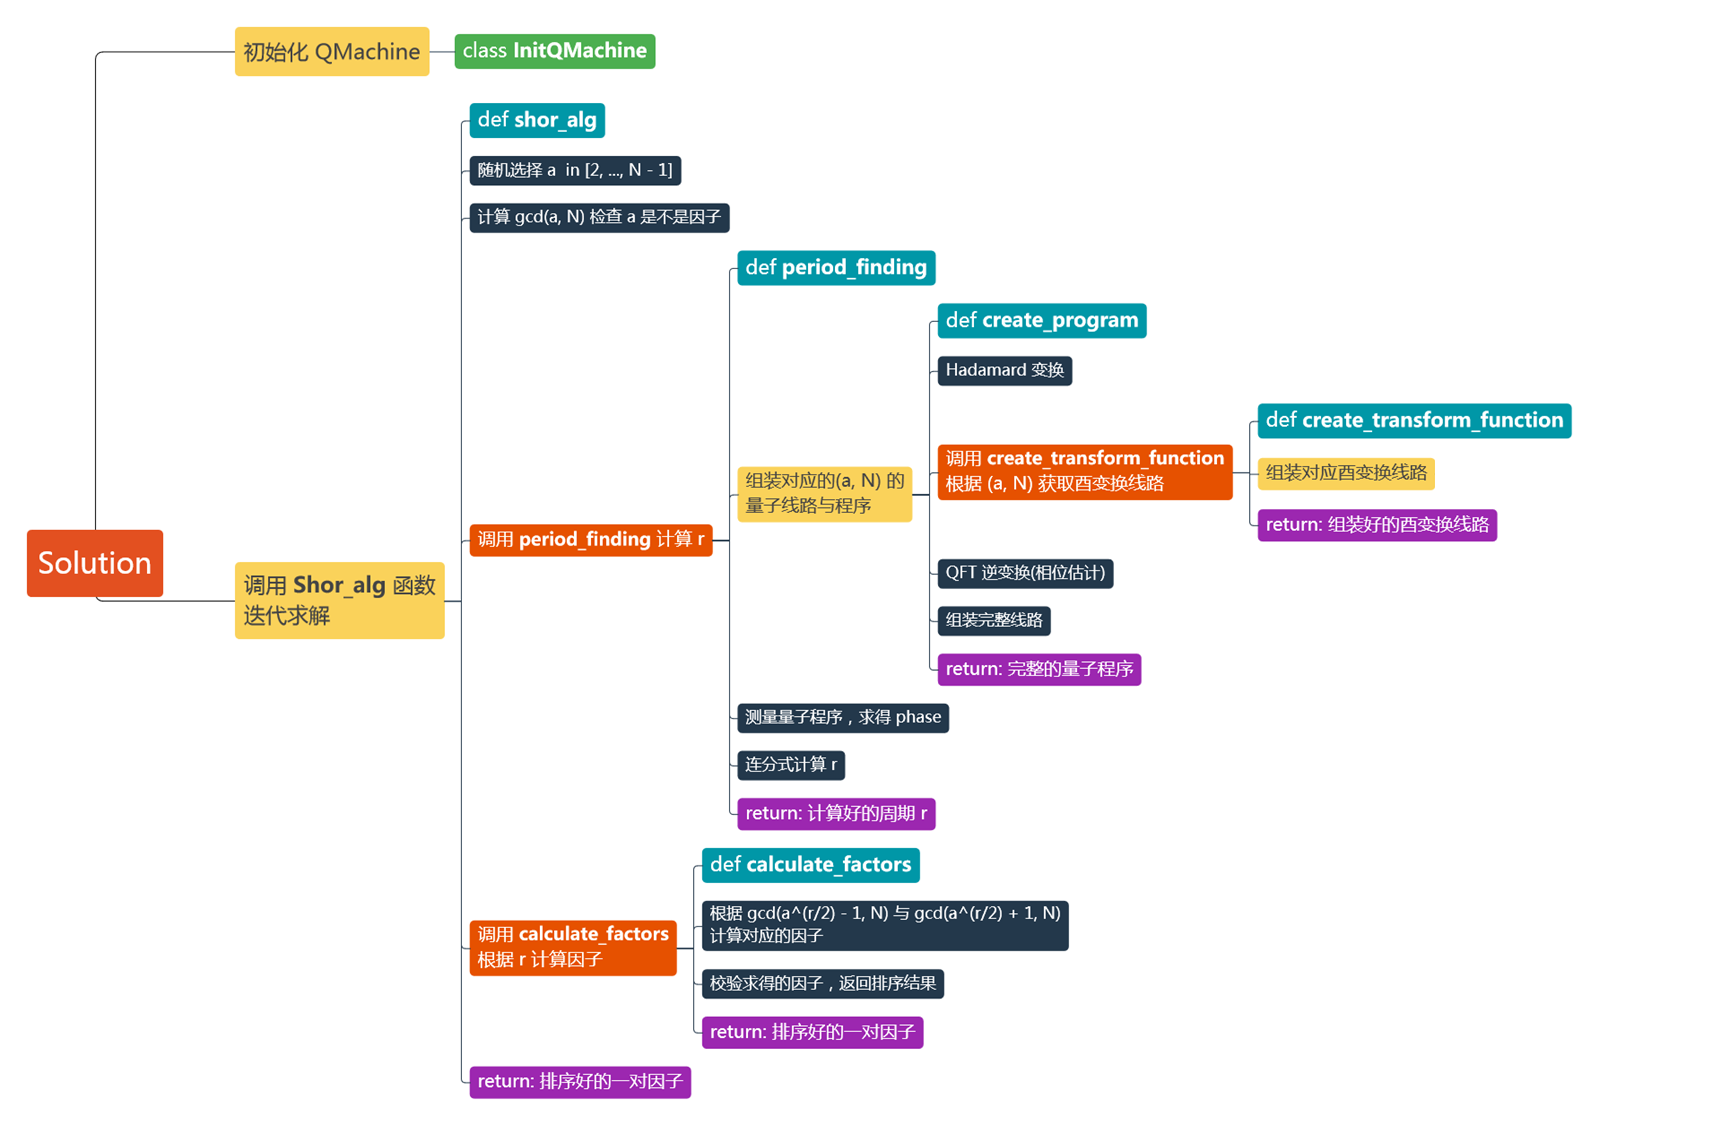 初始化 QMachine
class InitQMachine
def shor_alg
随机选择 a  in [2, ..., N - 1]
计算 gcd(a, N) 检查 a 是不是因子
def period_finding
def create_program
Hadamard 变换
def create_transform_function
调用 create_transform_function
根据 (a, N) 获取酉变换线路
组装对应酉变换线路
return: 组装好的酉变换线路
组装对应的(a, N) 的
量子线路与程序
调用 period_finding 计算 r
Solution
调用 Shor_alg 函数
迭代求解
QFT 逆变换(相位估计)
组装完整线路
return: 完整的量子程序
测量量子程序，求得 phase
连分式计算 r
return: 计算好的周期 r
def calculate_factors
根据 gcd(a^(r/2) - 1, N) 与 gcd(a^(r/2) + 1, N)
计算对应的因子
调用 calculate_factors
根据 r 计算因子
校验求得的因子，返回排序结果
return: 排序好的一对因子
return: 排序好的一对因子